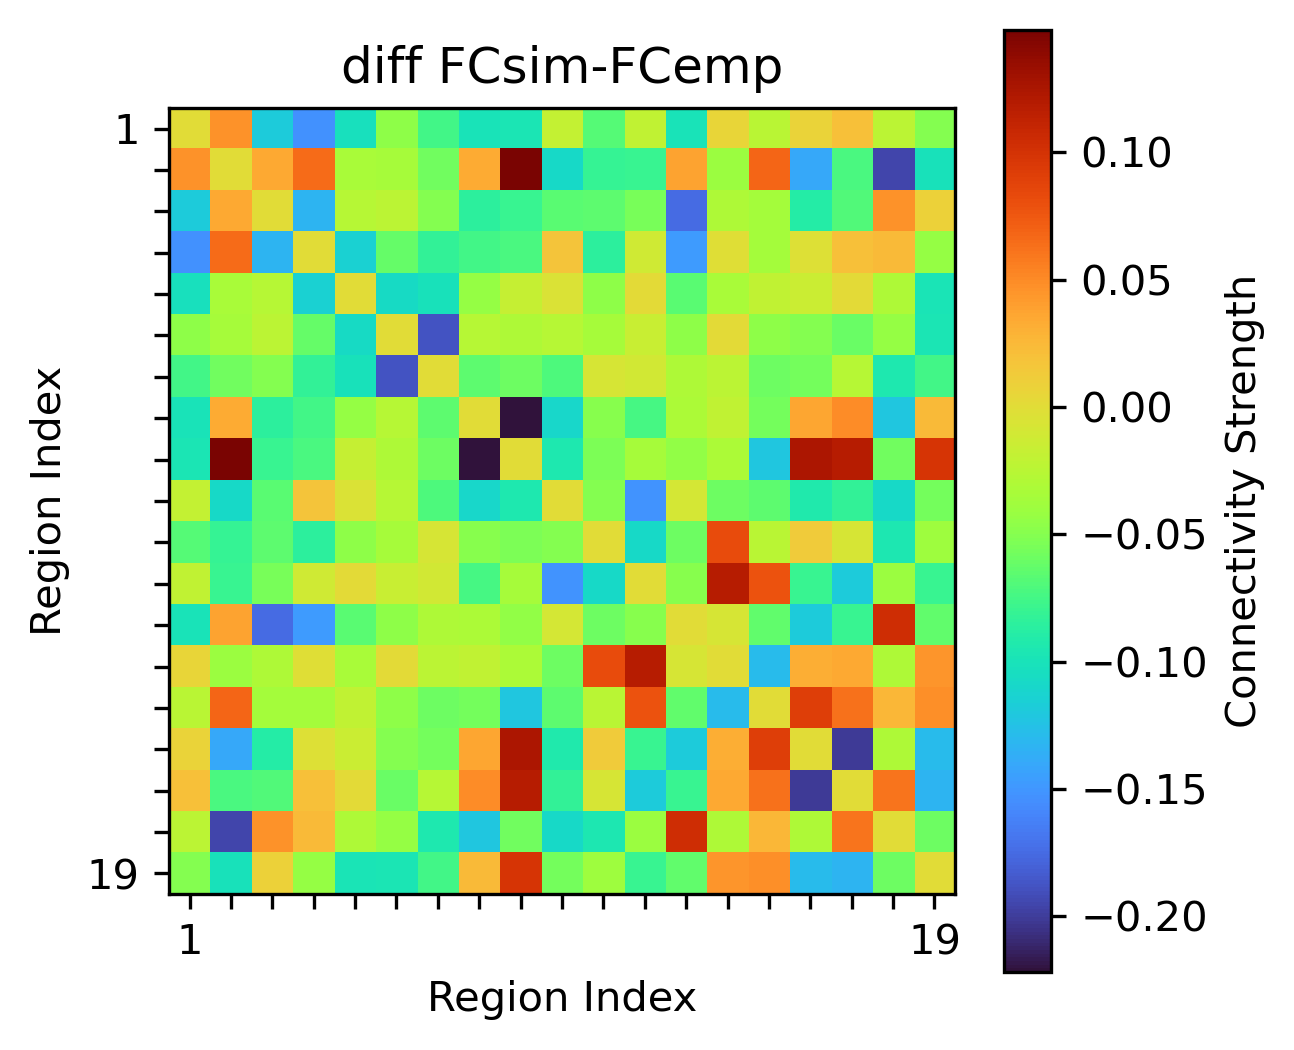 diff FCsim-FCemp
1
19
Region Index
1
19
Region Index
0.10
0.05
0.00
−0.05
−0.10
−0.15
−0.20
Connectivity Strength